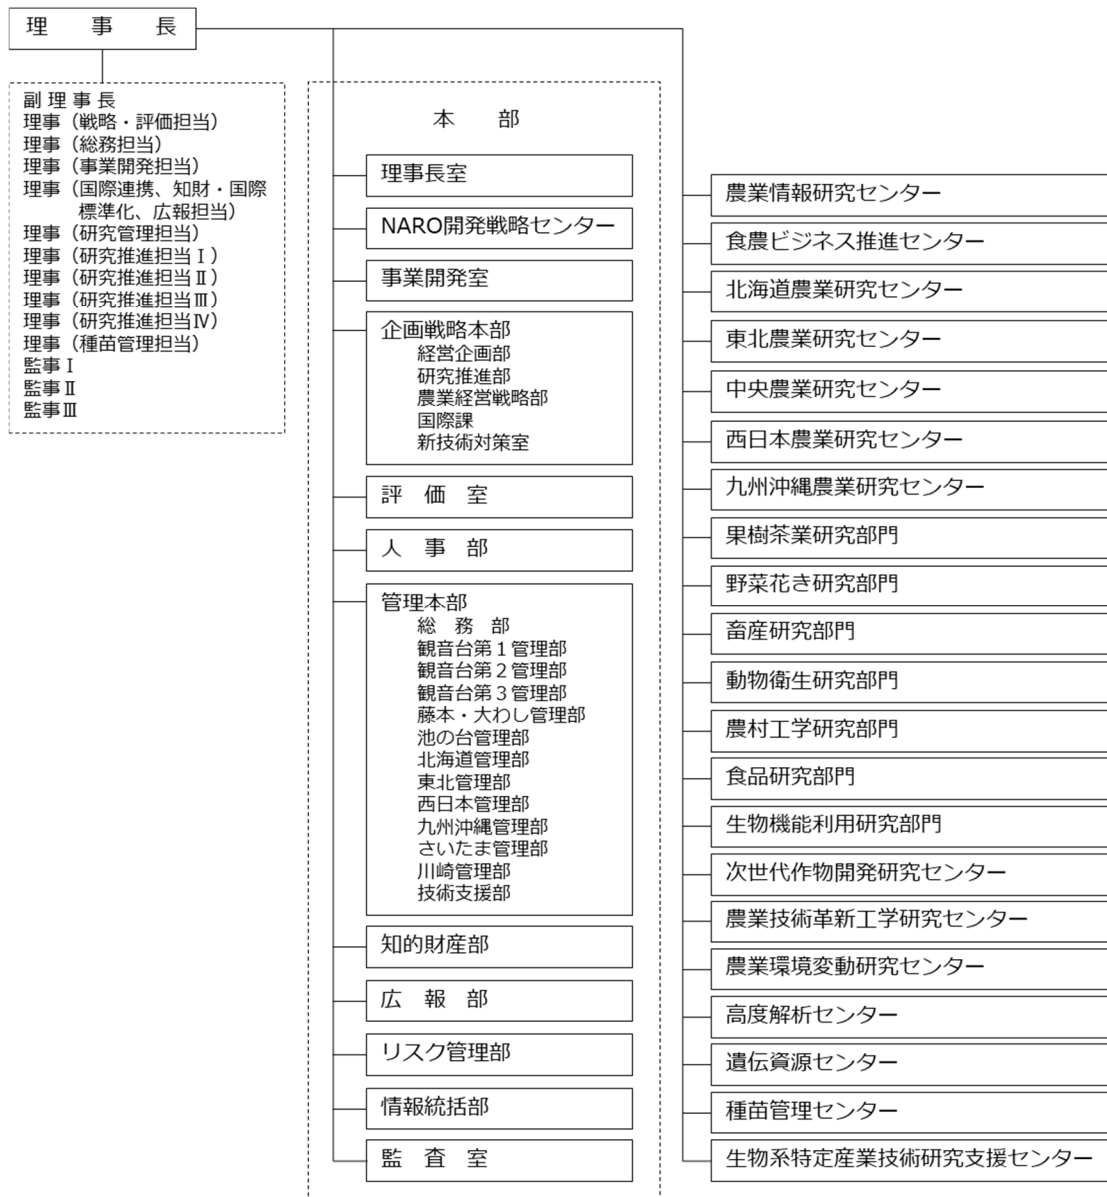 理　事　長
副 理 事 長
理事（戦略・評価担当）
理事（総務担当）
理事（事業開発担当）
理事（国際連携、知財・国際
標準化、広報担当）
理事（研究管理担当）
理事（研究推進担当Ⅰ）
理事（研究推進担当Ⅱ）
理事（研究推進担当Ⅲ）
理事（研究推進担当Ⅳ）
理事（種苗管理担当）
監事Ⅰ
監事Ⅱ
監事Ⅲ
本　部
理事長室
NARO開発戦略センター
事業開発室
企画戦略本部
経営企画部
研究推進部
農業経営戦略部
国際課
新技術対策室
評　価　室
人　事　部
管理本部
総　務　部
観音台第１管理部
観音台第２管理部
観音台第３管理部
藤本・大わし管理部
池の台管理部
北海道管理部
東北管理部
西日本管理部
九州沖縄管理部
さいたま管理部
川崎管理部
技術支援部
知的財産部
広　報　部
リスク管理部
情報統括部
監　査　室
農業情報研究センター
食農ビジネス推進センター
北海道農業研究センター
東北農業研究センター
中央農業研究センター
西日本農業研究センター
九州沖縄農業研究センター
果樹茶業研究部門
野菜花き研究部門
畜産研究部門
動物衛生研究部門
農村工学研究部門
食品研究部門
生物機能利用研究部門
次世代作物開発研究センター
農業技術革新工学研究センター
農業環境変動研究センター
高度解析センター
遺伝資源センター
種苗管理センター
生物系特定産業技術研究支援センター